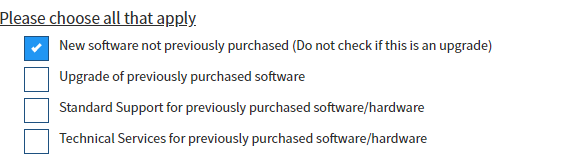 Please choose all that apply
New software not previously purchased (Do not check if this is an upgrade)
Upgrade of previously purchased software
Standard Support for previously purchased software/hardware
Technical Services for previously purchased software/hardware